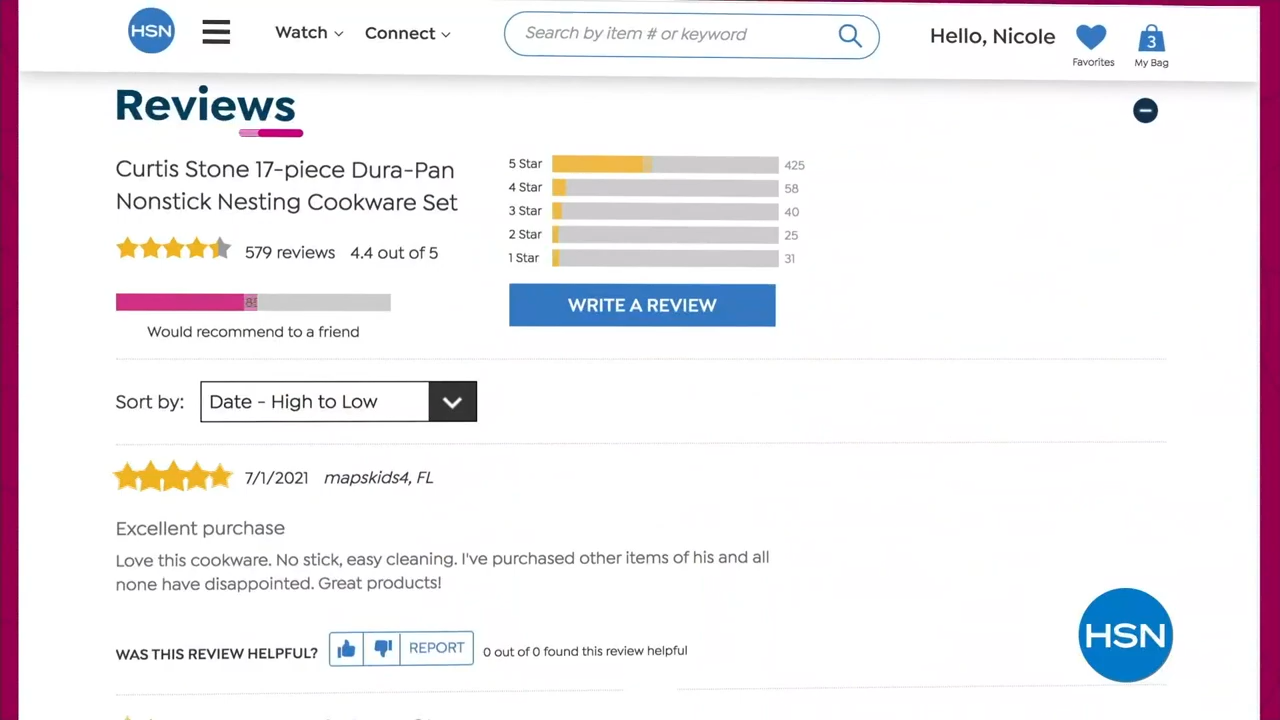 HSN
Watch
Connect
Search by item # or keyword
Hello, Nicole
Favorites
3
My Bag
Reviews
Curtis Stone 17-piece Dura-Pan
Nonstick Nesting Cookware Set
579 reviews 4.4 out of 5
Would recommend to a friend
5 Star 425
4 Star 58
3 Star 40
2 Star 25
1 Star 31
WRITE A REVIEW
Sort by: Date - High to Low
7/1/2021 mapskids4, FL
Excellent purchase
Love this cookware. No stick, easy cleaning. I've purchased other items of his and all
none have disappointed. Great products!
WAS THIS REVIEW HELPFUL? REPORT 0 out of 0 found this review helpful
HSN